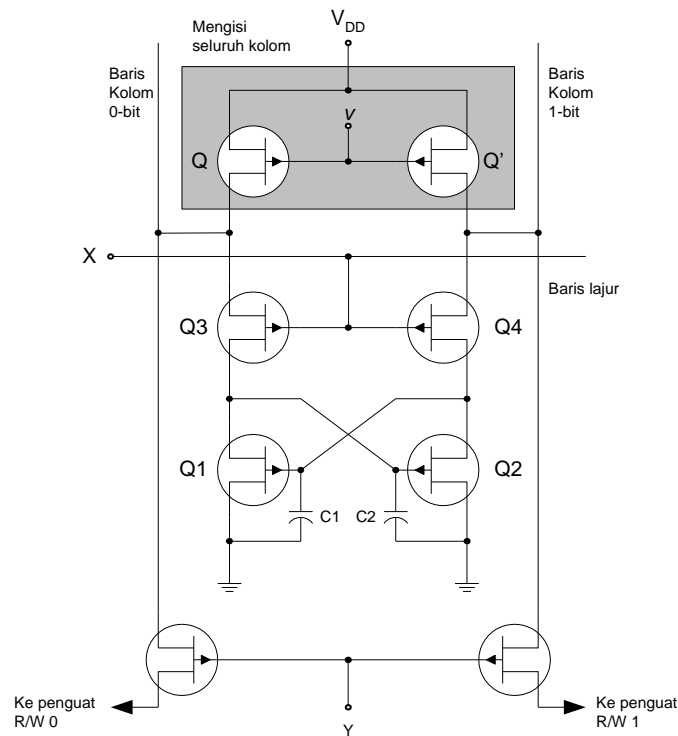 Mengisi
seluruh kolom
VDD
Baris
Kolom
0-bit
Baris
Kolom
1-bit
v
Q
Q'
X
Baris lajur
Q3
Q4
Q1
Q2
C1
C2
Ke penguat
R/W 0
Y
Ke penguat
R/W 1